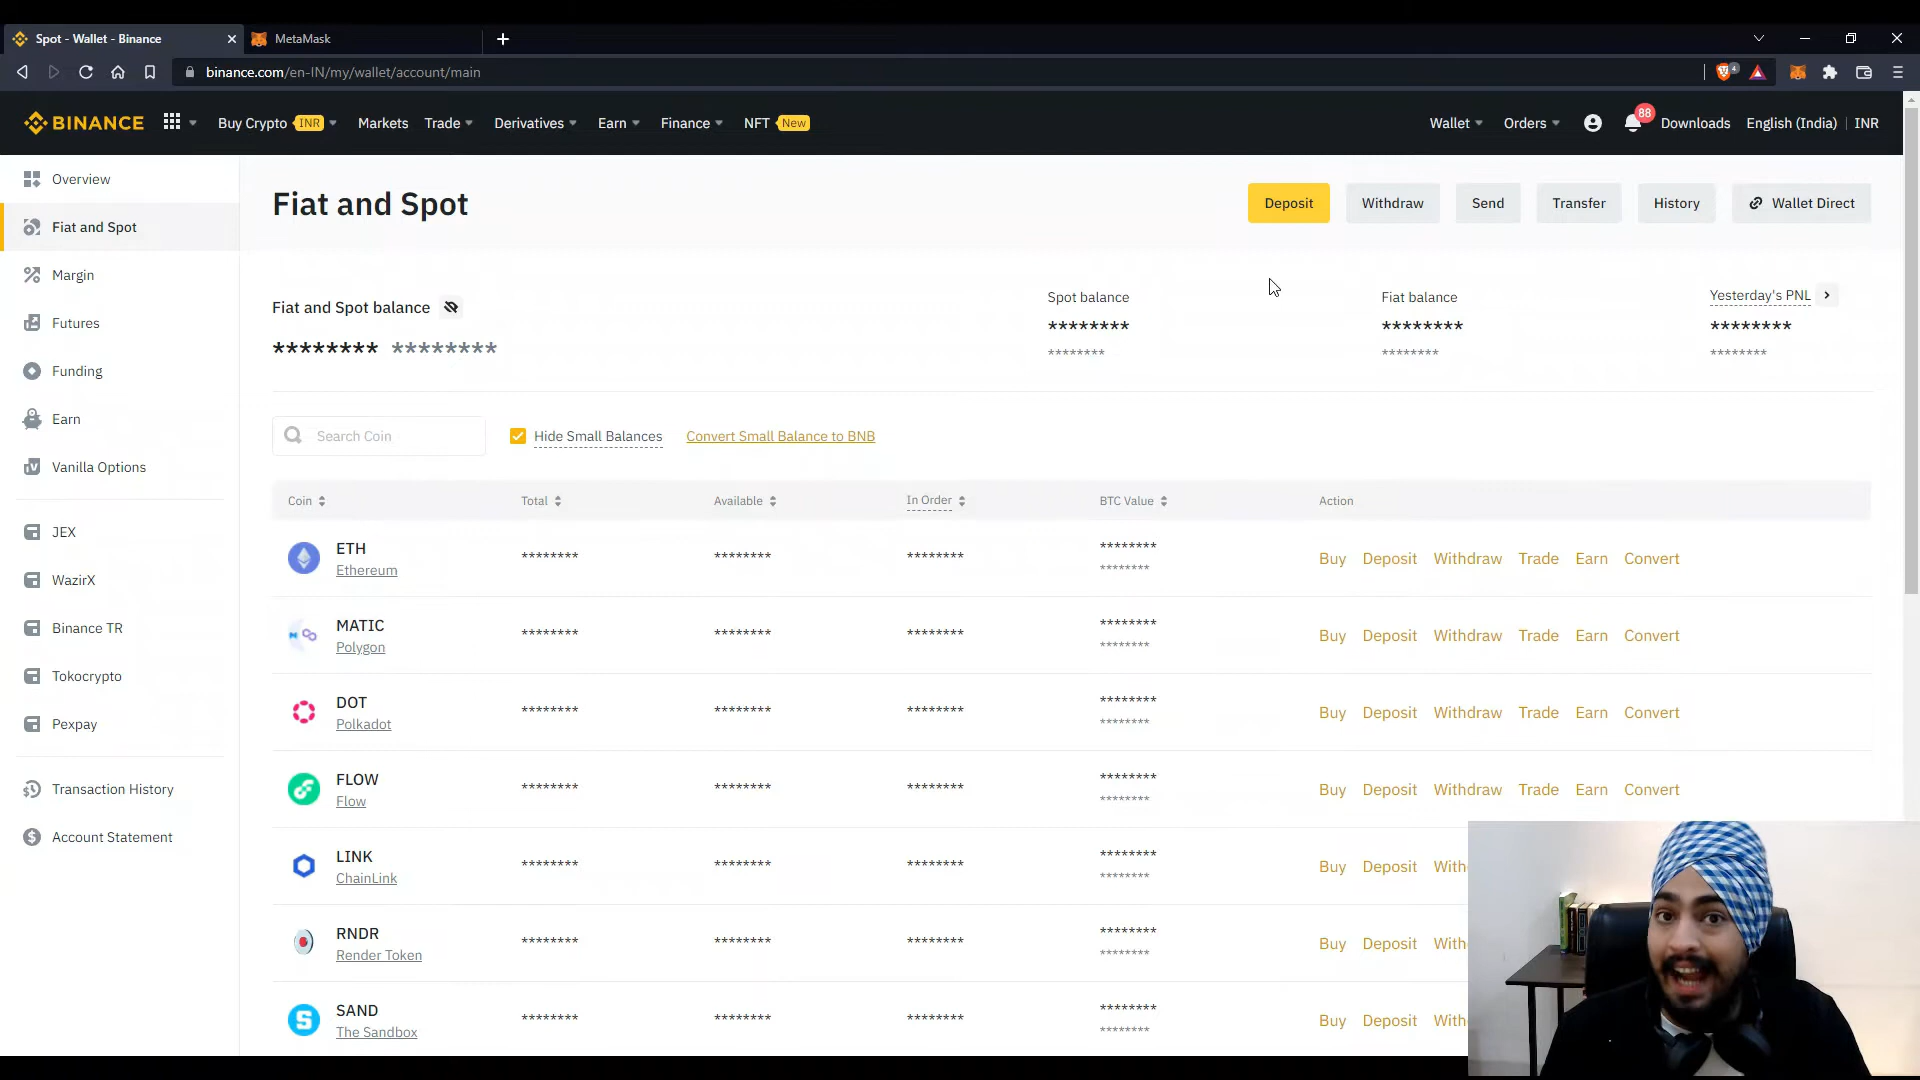 Spot - Wallet - Binance
MetaMask
binance.com/en-IN/my/wallet/account/main
4
BINANCE
Buy Crypto INR
Markets
Trade
Derivatives
Earn
Finance
NFT New
Wallet
Orders
88
Downloads
English (India)
INR
Overview
Fiat and Spot
Margin
Futures
Funding
Earn
Vanilla Options
JEX
WazirX
Binance TR
Tokocrypto
Pexpay
Transaction History
Account Statement
Fiat and Spot
Deposit
Withdraw
Send
Transfer
History
Wallet Direct
Fiat and Spot balance
******** ********
Spot balance
********
********
Fiat balance
********
********
Yesterday's PNL
********
********
Search Coin
Hide Small Balances
Convert Small Balance to BNB
Coin Total Available In Order BTC Value Action
ETH
Ethereum
******** ******** ******** ********
********
Buy Deposit Withdraw Trade Earn Convert
MATIC
Polygon
******** ******** ******** ********
********
Buy Deposit Withdraw Trade Earn Convert
DOT
Polkadot
******** ******** ******** ********
********
Buy Deposit Withdraw Trade Earn Convert
FLOW
Flow
******** ******** ******** ********
********
Buy Deposit Withdraw Trade Earn Convert
LINK
ChainLink
******** ******** ******** ********
********
Buy Deposit With
RNDR
Render Token
******** ******** ******** ********
********
Buy Deposit With
SAND
The Sandbox
******** ******** ******** ********
********
Buy Deposit With